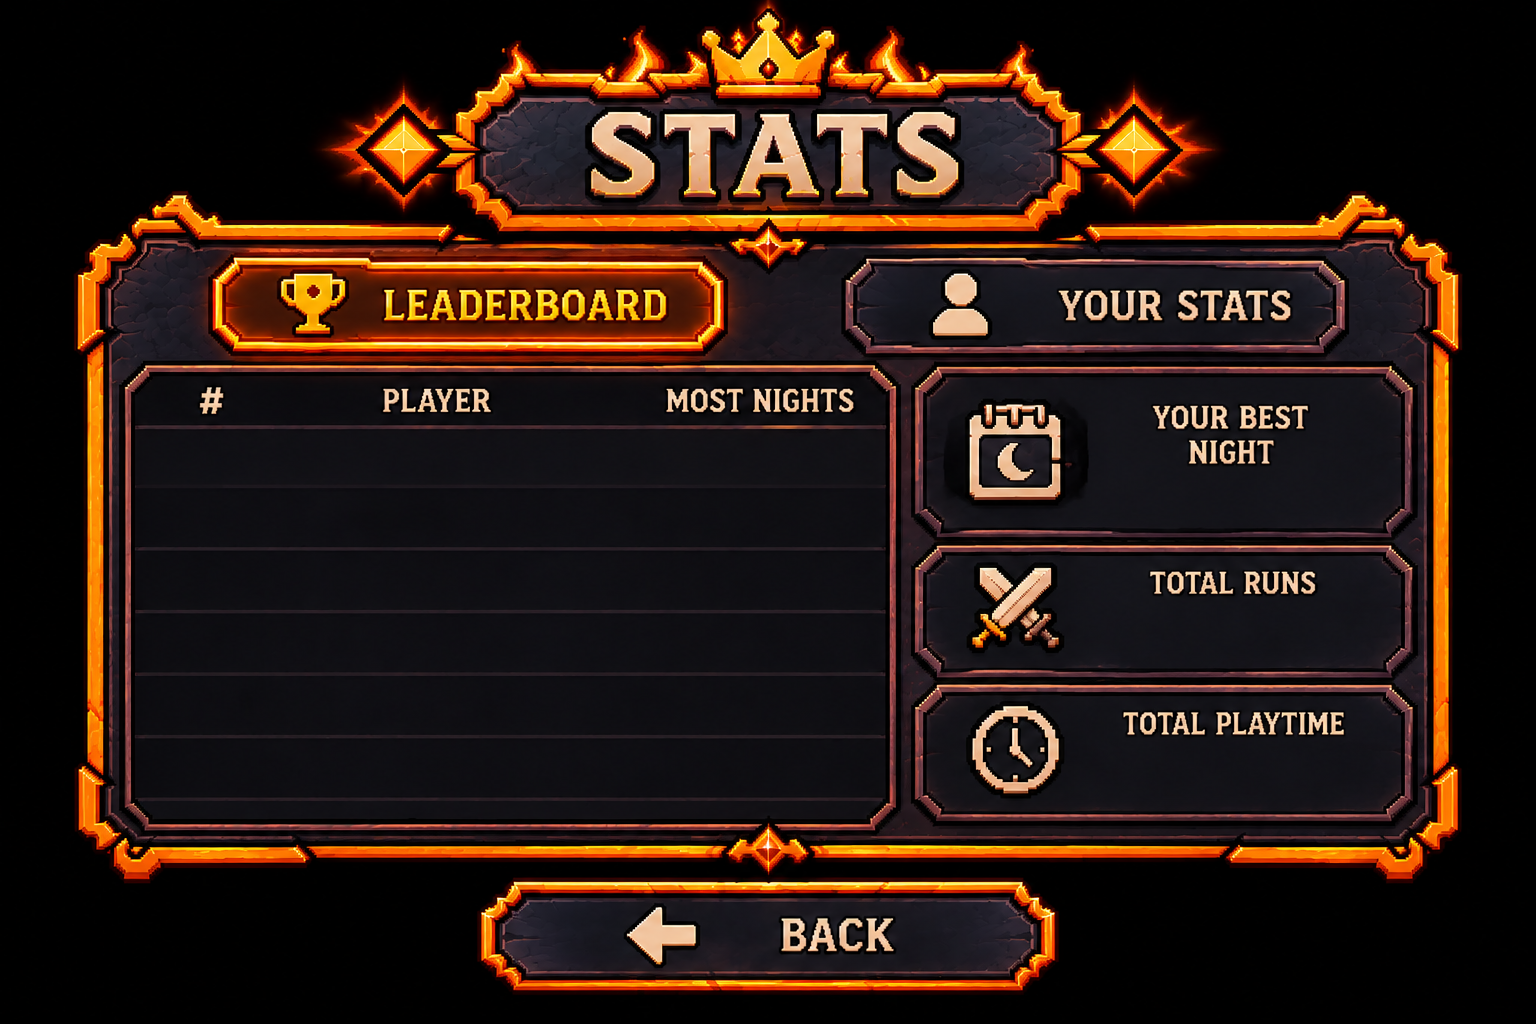 STATS
LEADERBOARD
YOUR STATS
# PLAYER MOST NIGHTS
YOUR BEST
NIGHT
TOTAL RUNS
TOTAL PLAYTIME
BACK